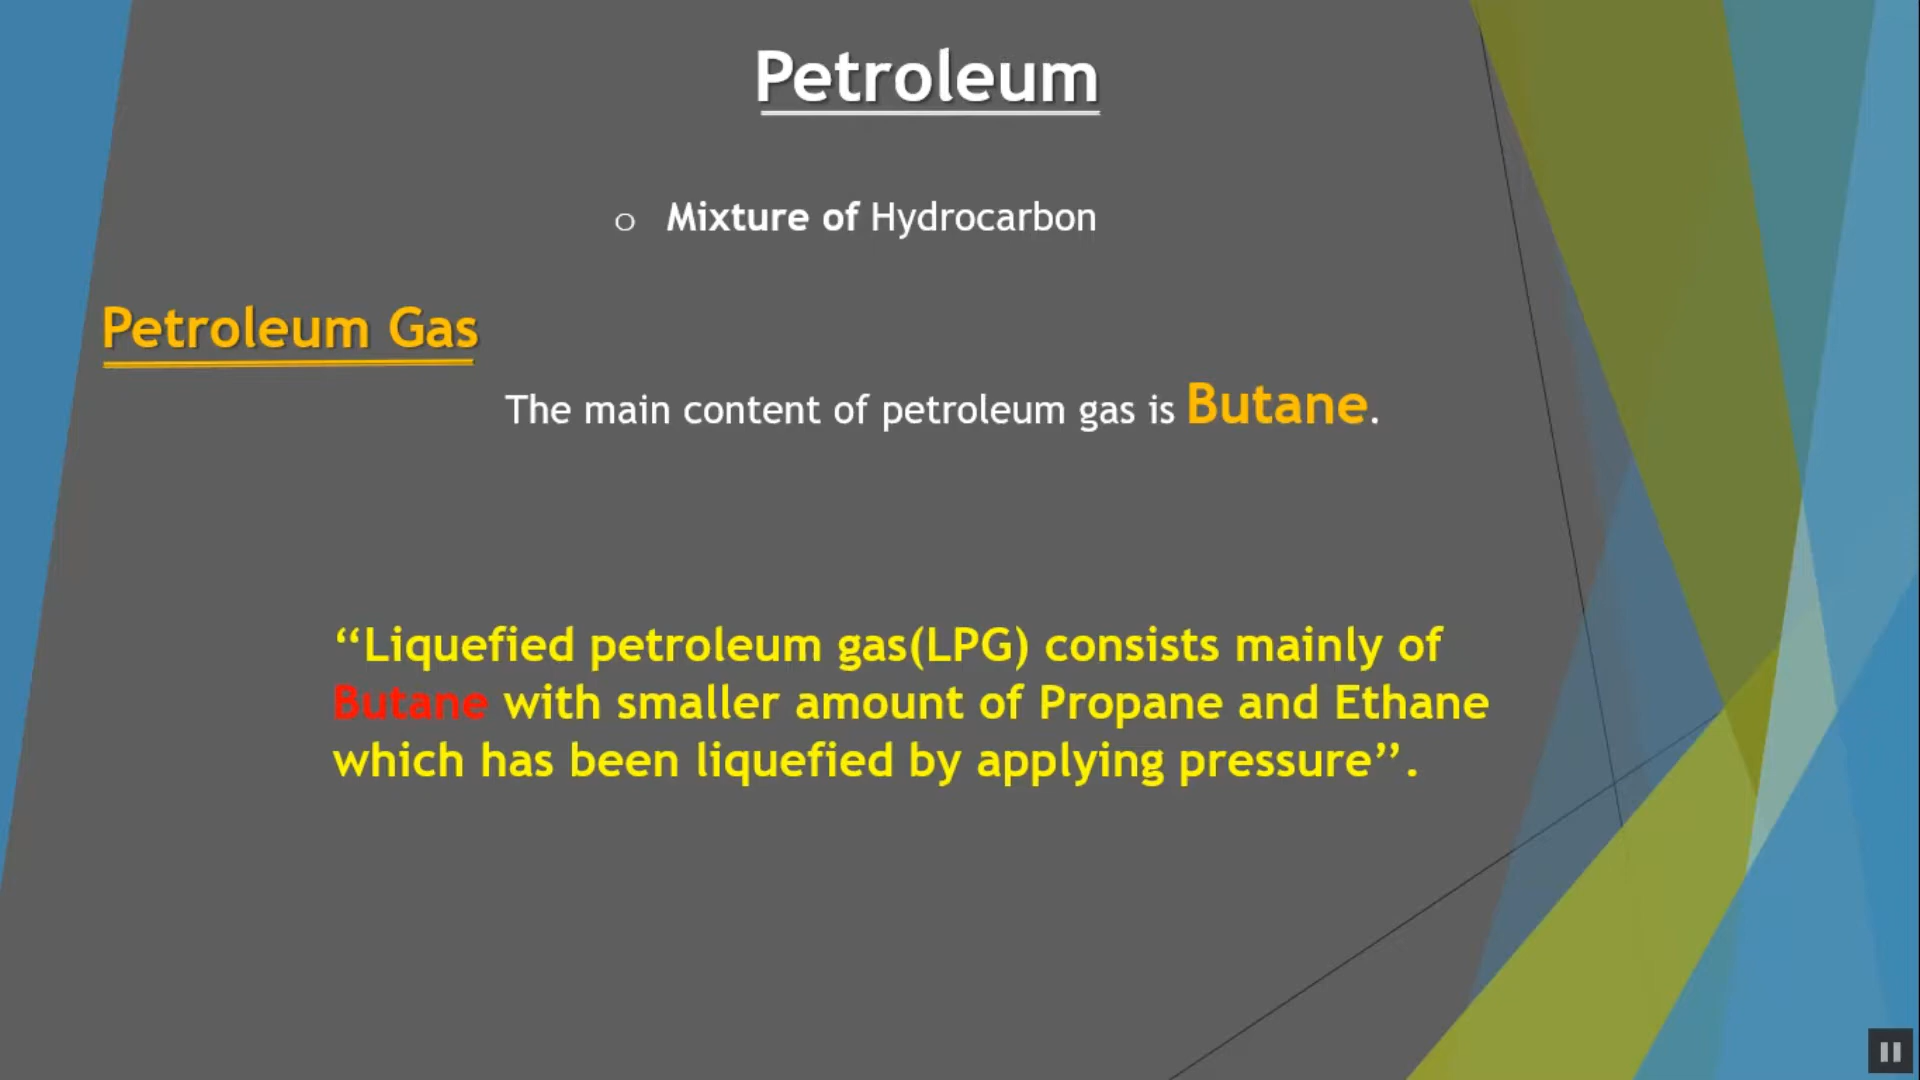 Petroleum
o Mixture of Hydrocarbon
Petroleum Gas
The main content of petroleum gas is Butane.
“Liquefied petroleum gas(LPG) consists mainly of
Butane with smaller amount of Propane and Ethane
which has been liquefied by applying pressure”.